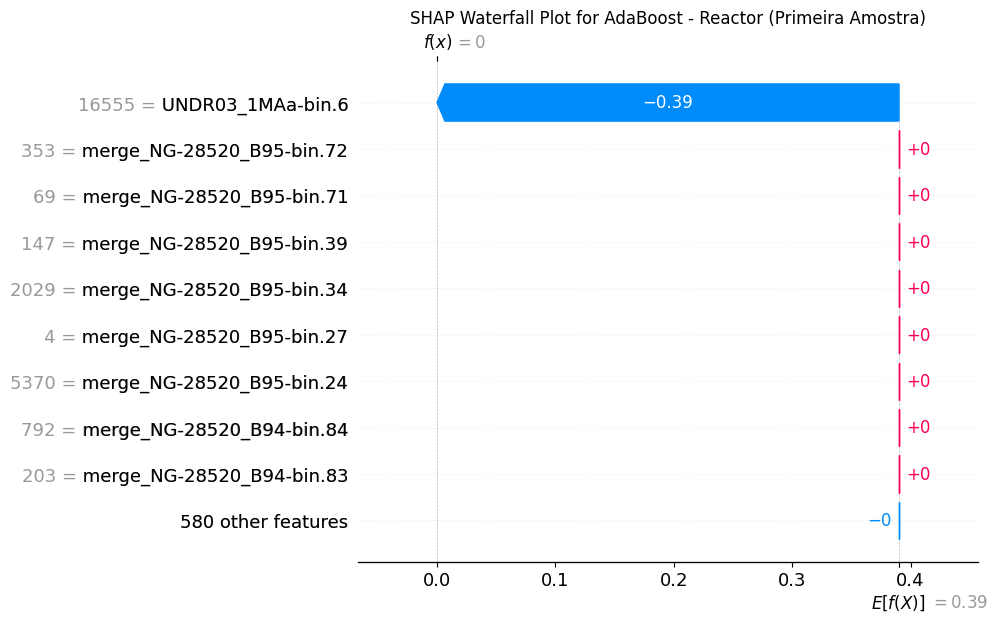 SHAP Waterfall Plot for AdaBoost - Reactor (Primeira Amostra)
f(x) = 0
16555 = UNDR03_1MAa-bin.6
−0.39
353 = merge_NG-28520_B95-bin.72
+0
69 = merge_NG-28520_B95-bin.71
+0
147 = merge_NG-28520_B95-bin.39
+0
2029 = merge_NG-28520_B95-bin.34
+0
4 = merge_NG-28520_B95-bin.27
+0
5370 = merge_NG-28520_B95-bin.24
+0
792 = merge_NG-28520_B94-bin.84
+0
203 = merge_NG-28520_B94-bin.83
+0
580 other features
−0
0.0 0.1 0.2 0.3 0.4
E[f(X)] = 0.39